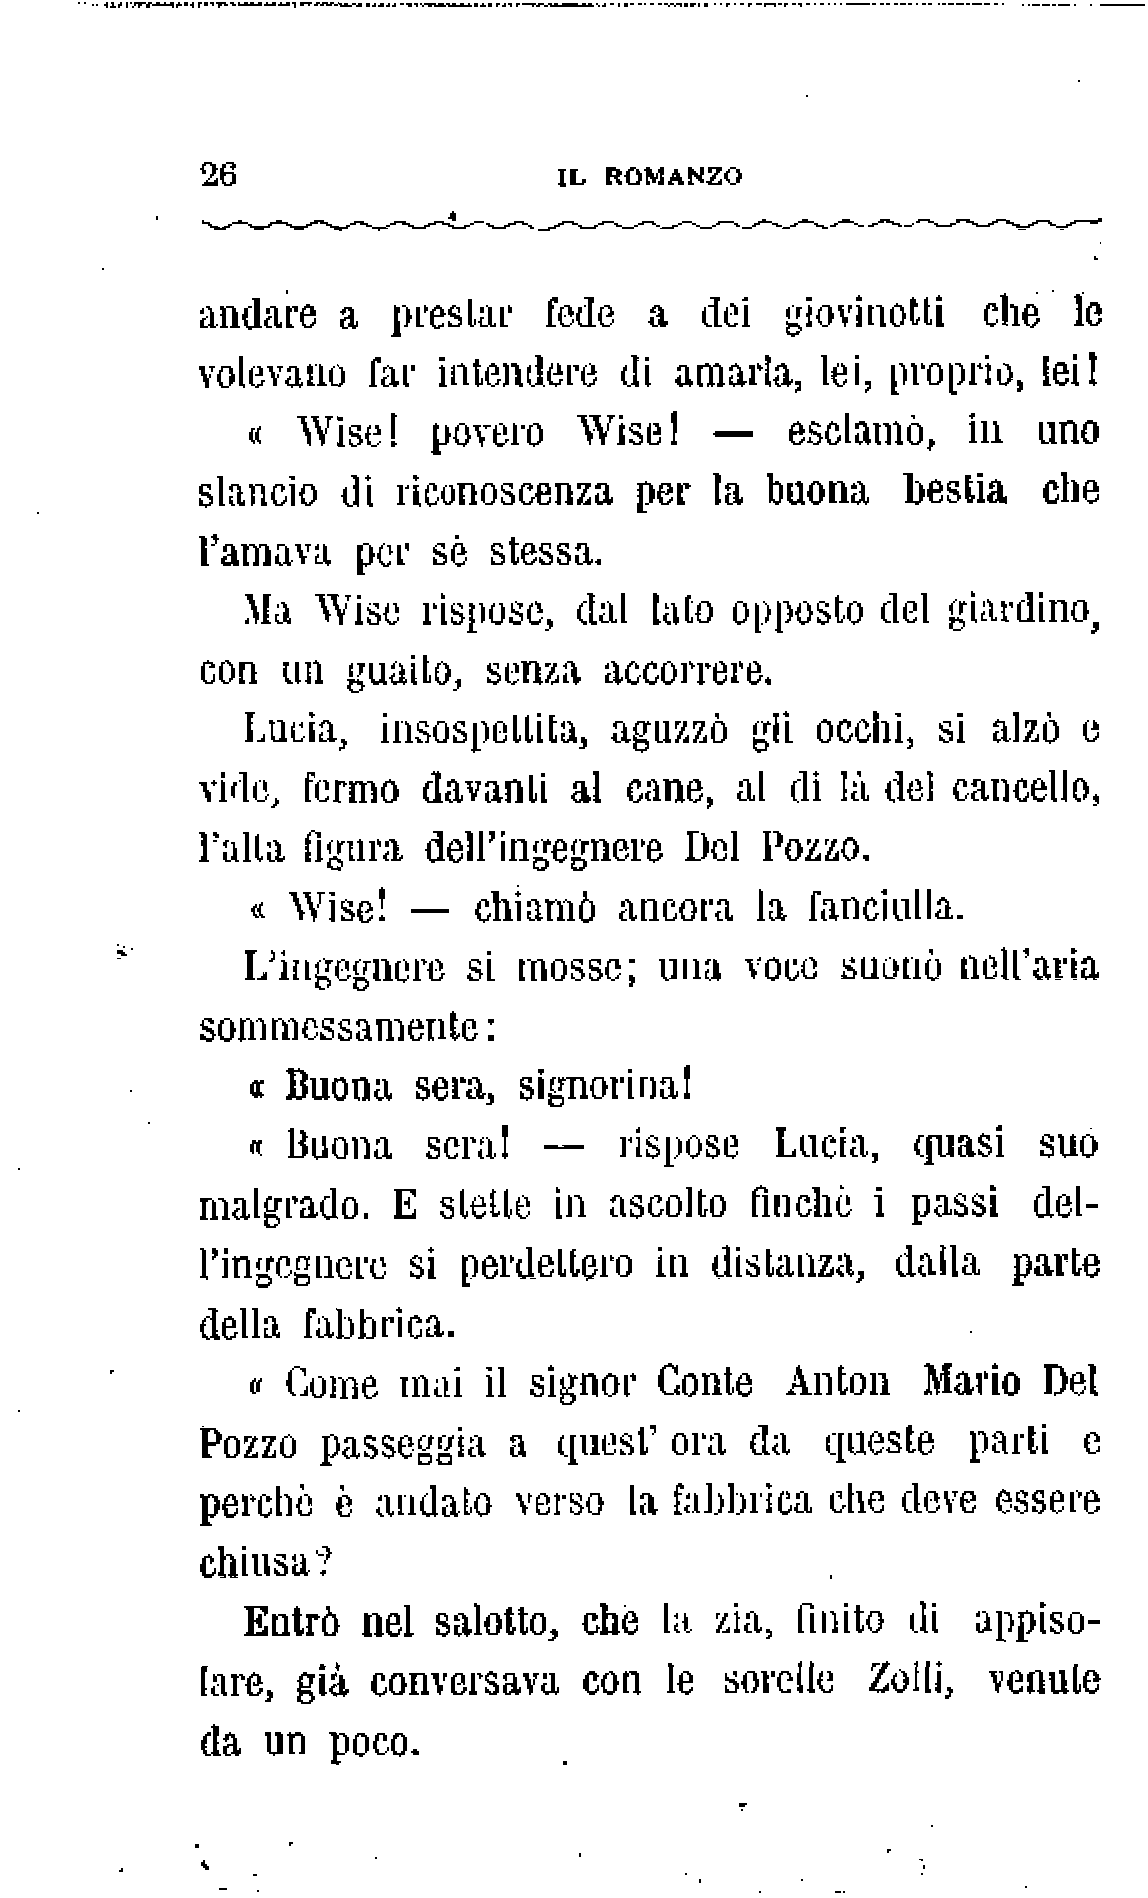 26 IL ROMANZO
andare a prestar fede a dei giovinotti che le
volevano far intendere di amarla, lei, proprio, lei!
« Wise! povero Wise! — esclamò, in uno
slancio di riconoscenza per la buona bestia che
l'amava per sè stessa.
Ma Wise rispose, dal lato opposto del giardino,
con un guaito, senza accorrere.
Lucia, insospettita, aguzzò gli occhi, si alzò e
vide, fermo davanti al cane, al di là del cancello,
l'alta figura dell'ingegnere Del Pozzo.
« Wise! — chiamò ancora la fanciulla.
L'ingegnere si mosse; una voce suonò nell'aria
sommessamente:
« Buona sera, signorina!
« Buona sera! — rispose Lucia, quasi suo
malgrado. E stette in ascolto finchè i passi del-
l'ingegnere si perdettero in distanza, dalla parte
della fabbrica.
« Come mai il signor Conte Anton Mario Del
Pozzo passeggia a quest' ora da queste parti e
perchè è andato verso la fabbrica che deve essere
chiusa?
Entrò nel salotto, chè la zia, finito di appiso-
lare, già conversava con le sorelle Zolli, venute
da un poco.